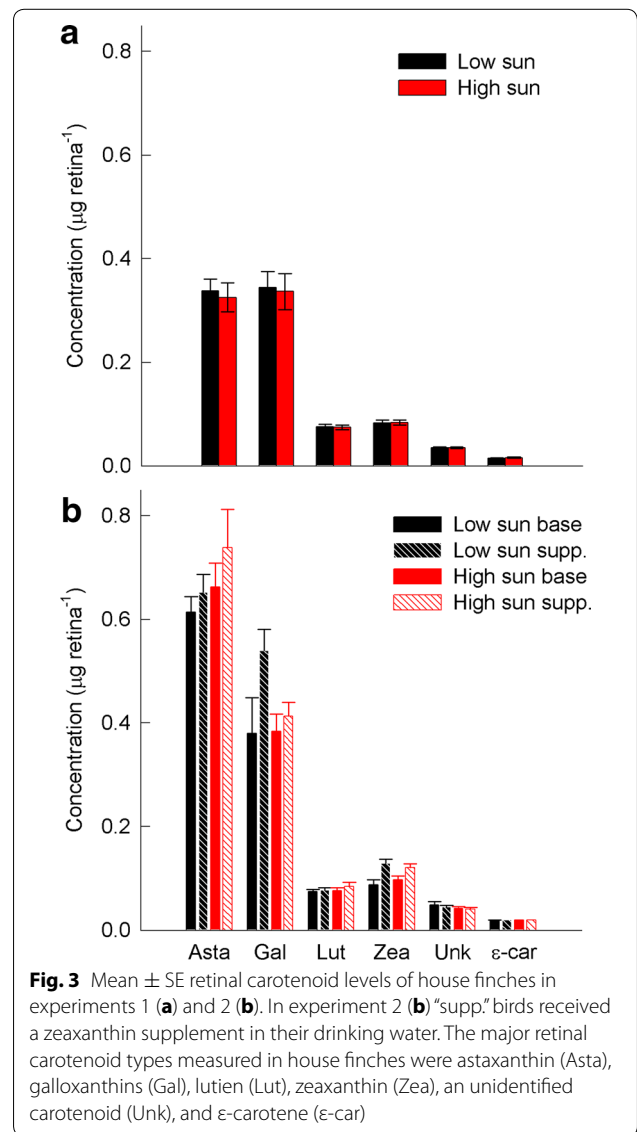 a
0.8
0.6
0.4
0.2
0.0
Concentration (µg retina⁻¹)
Low sun
High sun
b
0.8
0.6
0.4
0.2
0.0
Concentration (µg retina⁻¹)
Low sun base
Low sun supp.
High sun base
High sun supp.
Asta Gal Lut Zea Unk ε-car
Fig. 3 Mean ± SE retinal carotenoid levels of house finches in
experiments 1 (a) and 2 (b). In experiment 2 (b) “supp.” birds received
a zeaxanthin supplement in their drinking water. The major retinal
carotenoid types measured in house finches were astaxanthin (Asta),
galloxanthins (Gal), lutien (Lut), zeaxanthin (Zea), an unidentified
carotenoid (Unk), and ε-carotene (ε-car)